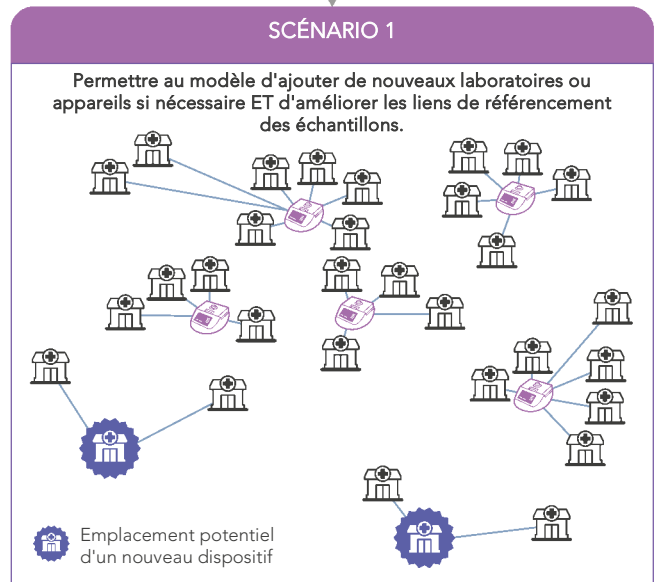 SCÉNARIO 1
Permettre au modèle d'ajouter de nouveaux laboratoires ou
appareils si nécessaire ET d'améliorer les liens de référencement
des échantillons.
Emplacement potentiel
d'un nouveau dispositif